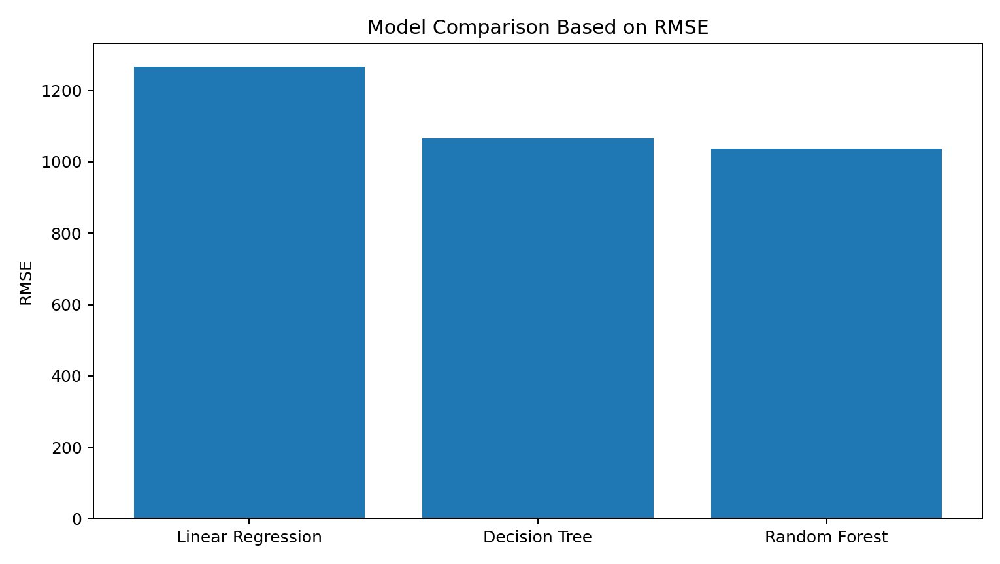 Model Comparison Based on RMSE
1200
1000
800
600
400
200
0
RMSE
Linear Regression
Decision Tree
Random Forest